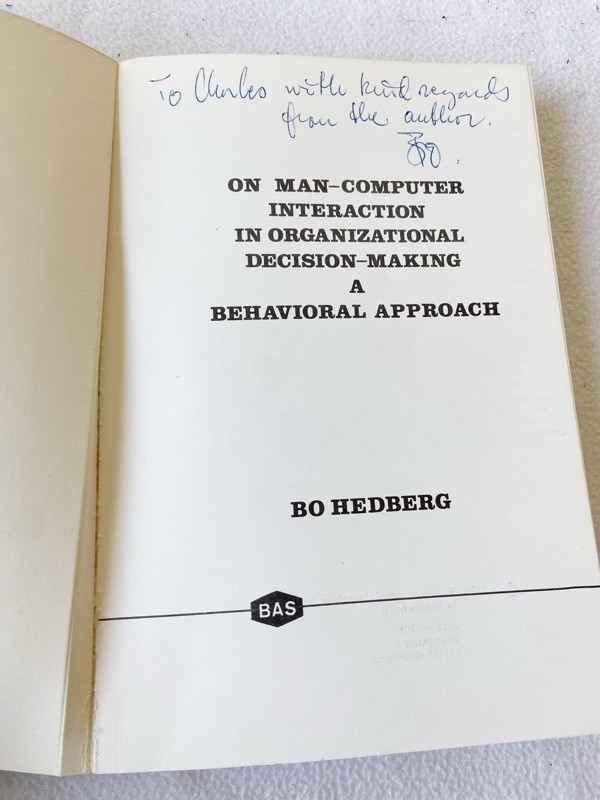 To Charles with kind regards
from the author.
Bo.
ON MAN–COMPUTER
INTERACTION
IN ORGANIZATIONAL
DECISION–MAKING
A
BEHAVIORAL APPROACH
BO HEDBERG
BAS